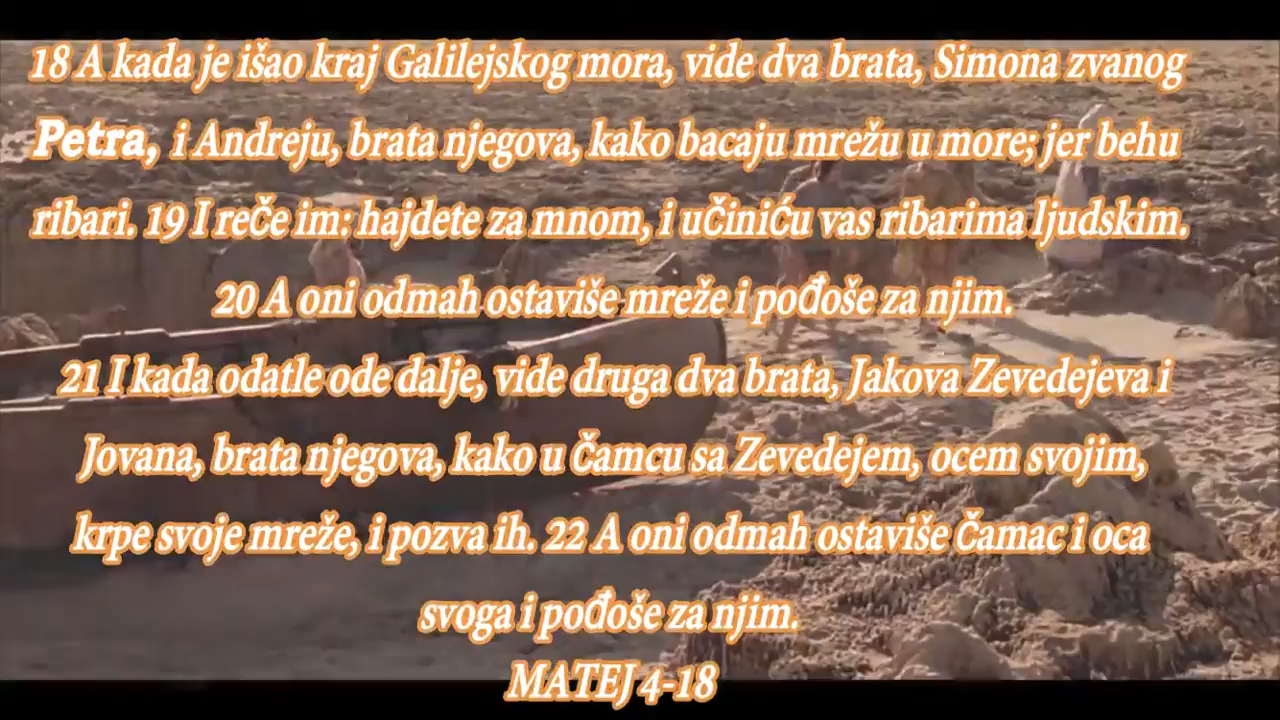 18 A kada je išao kraj Galilejskog mora, vide dva brata, Simona zvanog
Petra, i Andreju, brata njegova, kako bacaju mrežu u more; jer behu
ribari. 19 I reče im: hajdete za mnom, i učiniću vas ribarima ljudskim.
20 A oni odmah ostaviše mreže i pođoše za njim.
21 I kada odatle ode dalje, vide druga dva brata, Jakova Zevedejeva i
Jovana, brata njegova, kako u čamcu sa Zevedejem, ocem svojim,
krpe svoje mreže, i pozva ih. 22 A oni odmah ostaviše čamac i oca
svoga i pođoše za njim.
MATEJ 4-18